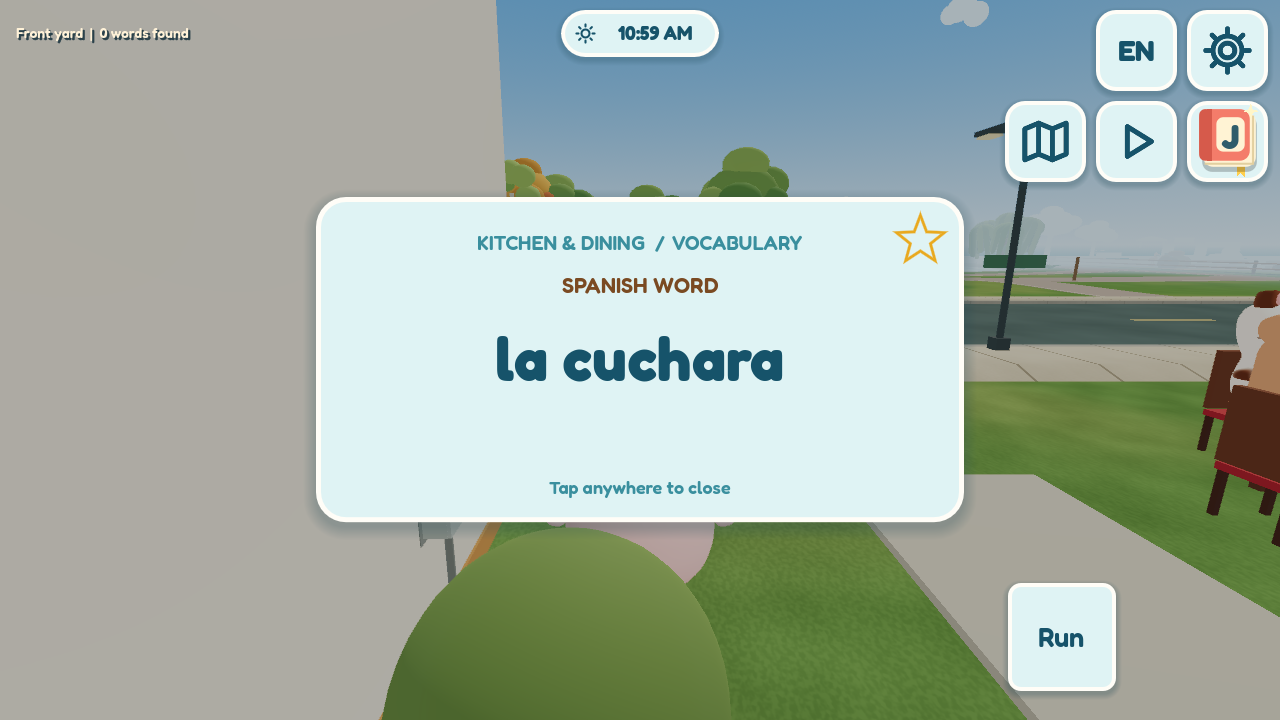 Front yard | 0 words found
10:59 AM
EN
J
KITCHEN & DINING / VOCABULARY
SPANISH WORD
la cuchara
Tap anywhere to close
Run